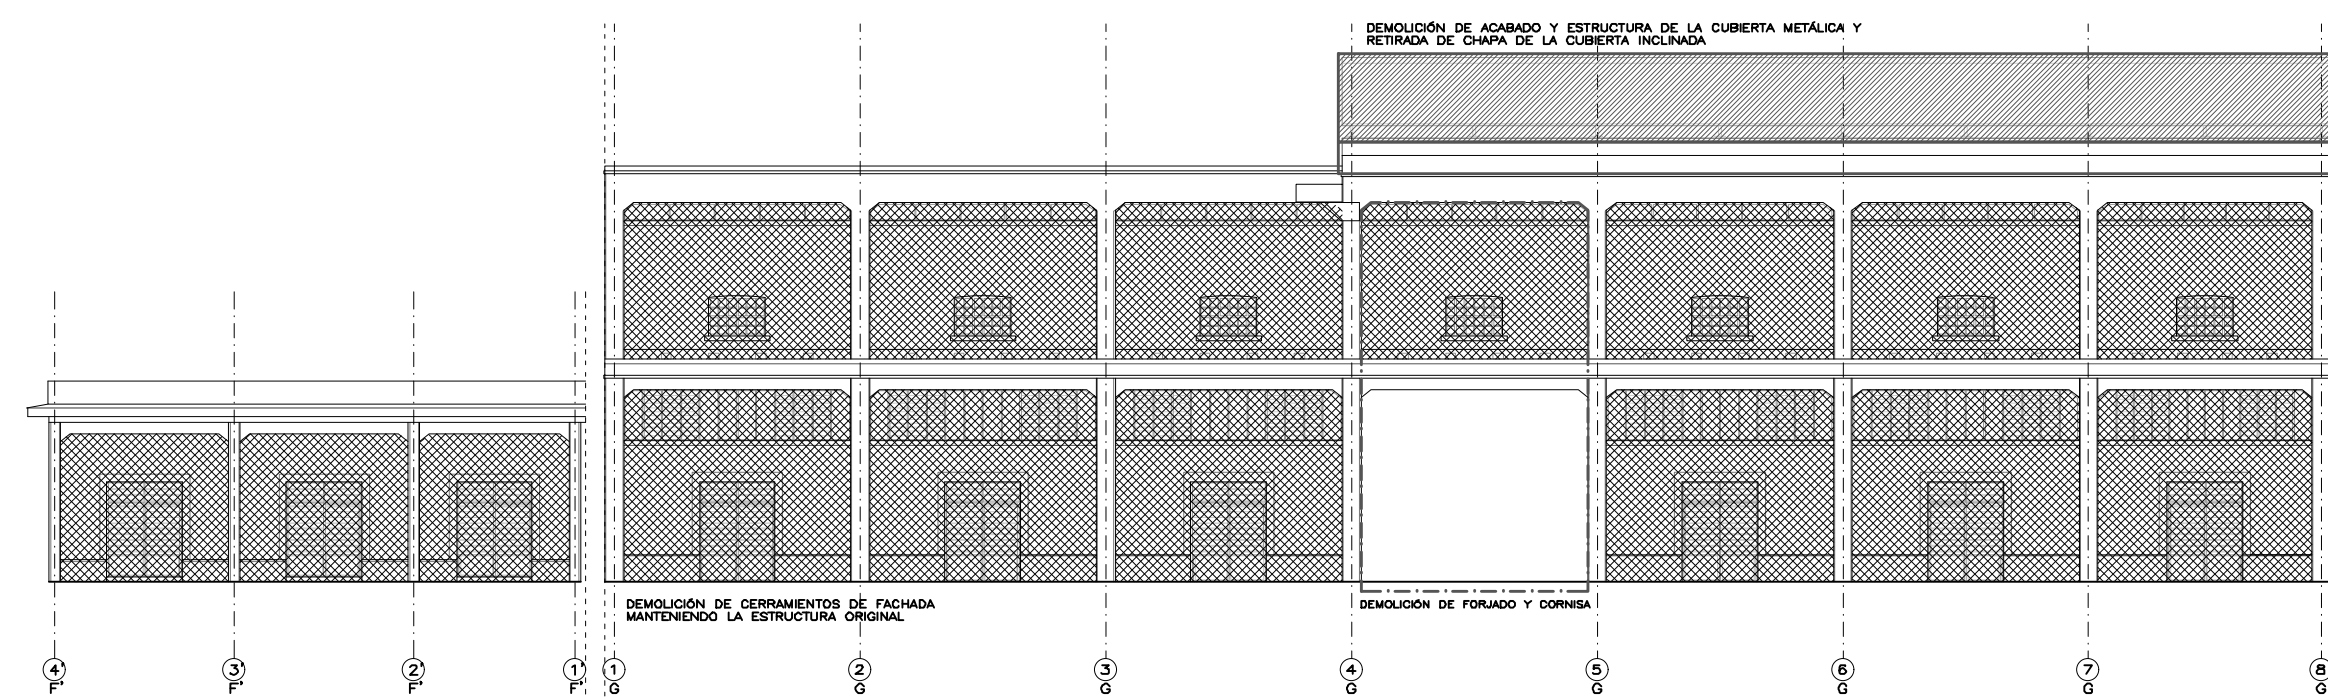 DEMOLICIÓN DE ACABADO Y ESTRUCTURA DE LA CUBIERTA METÁLICA Y
RETIRADA DE CHAPA DE LA CUBIERTA INCLINADA
DEMOLICIÓN DE CERRAMIENTOS DE FACHADA
MANTENIENDO LA ESTRUCTURA ORIGINAL
DEMOLICIÓN DE FORJADO Y CORNISA
4' 3' 2' 1' 1 2 3 4 5 6 7 8
F' F' F' F' G G G G G G G G